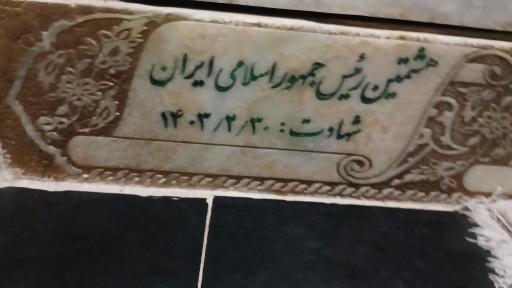 هشتمین رئیس جمهور اسلامی ایران
شهادت: ۱۴۰۳/۲/۳۰